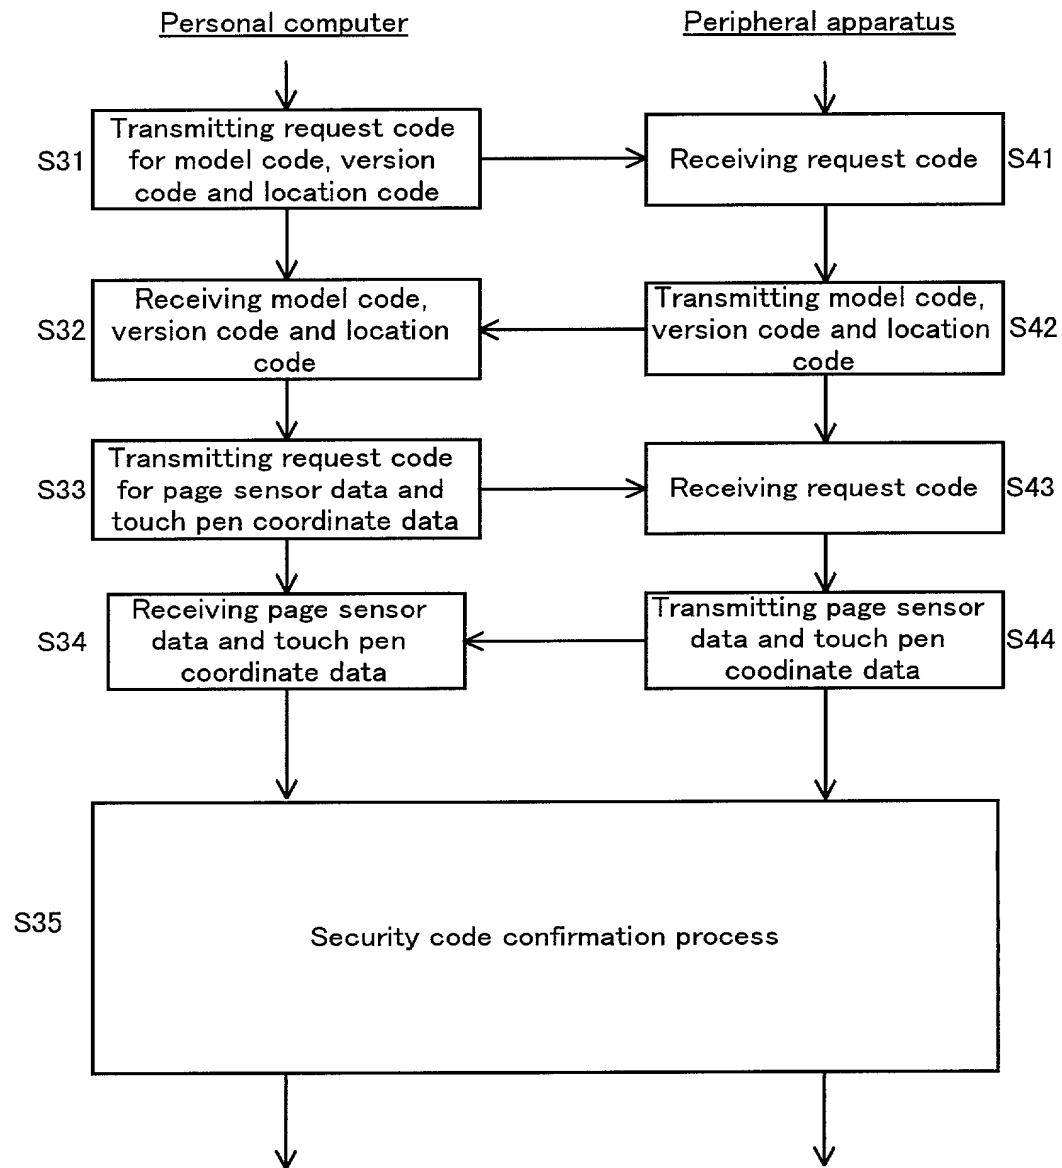 Personal computer
Peripheral apparatus
S31
Transmitting request code
for model code, version
code and location code
Receiving request code
S41
S32
Receiving model code,
version code and location
code
Transmitting model code,
version code and location
code
S42
S33
Transmitting request code
for page sensor data and
touch pen coordinate data
Receiving request code
S43
S34
Receiving page sensor
data and touch pen
coordinate data
Transmitting page sensor
data and touch pen
coodinate data
S44
S35
Security code confirmation process